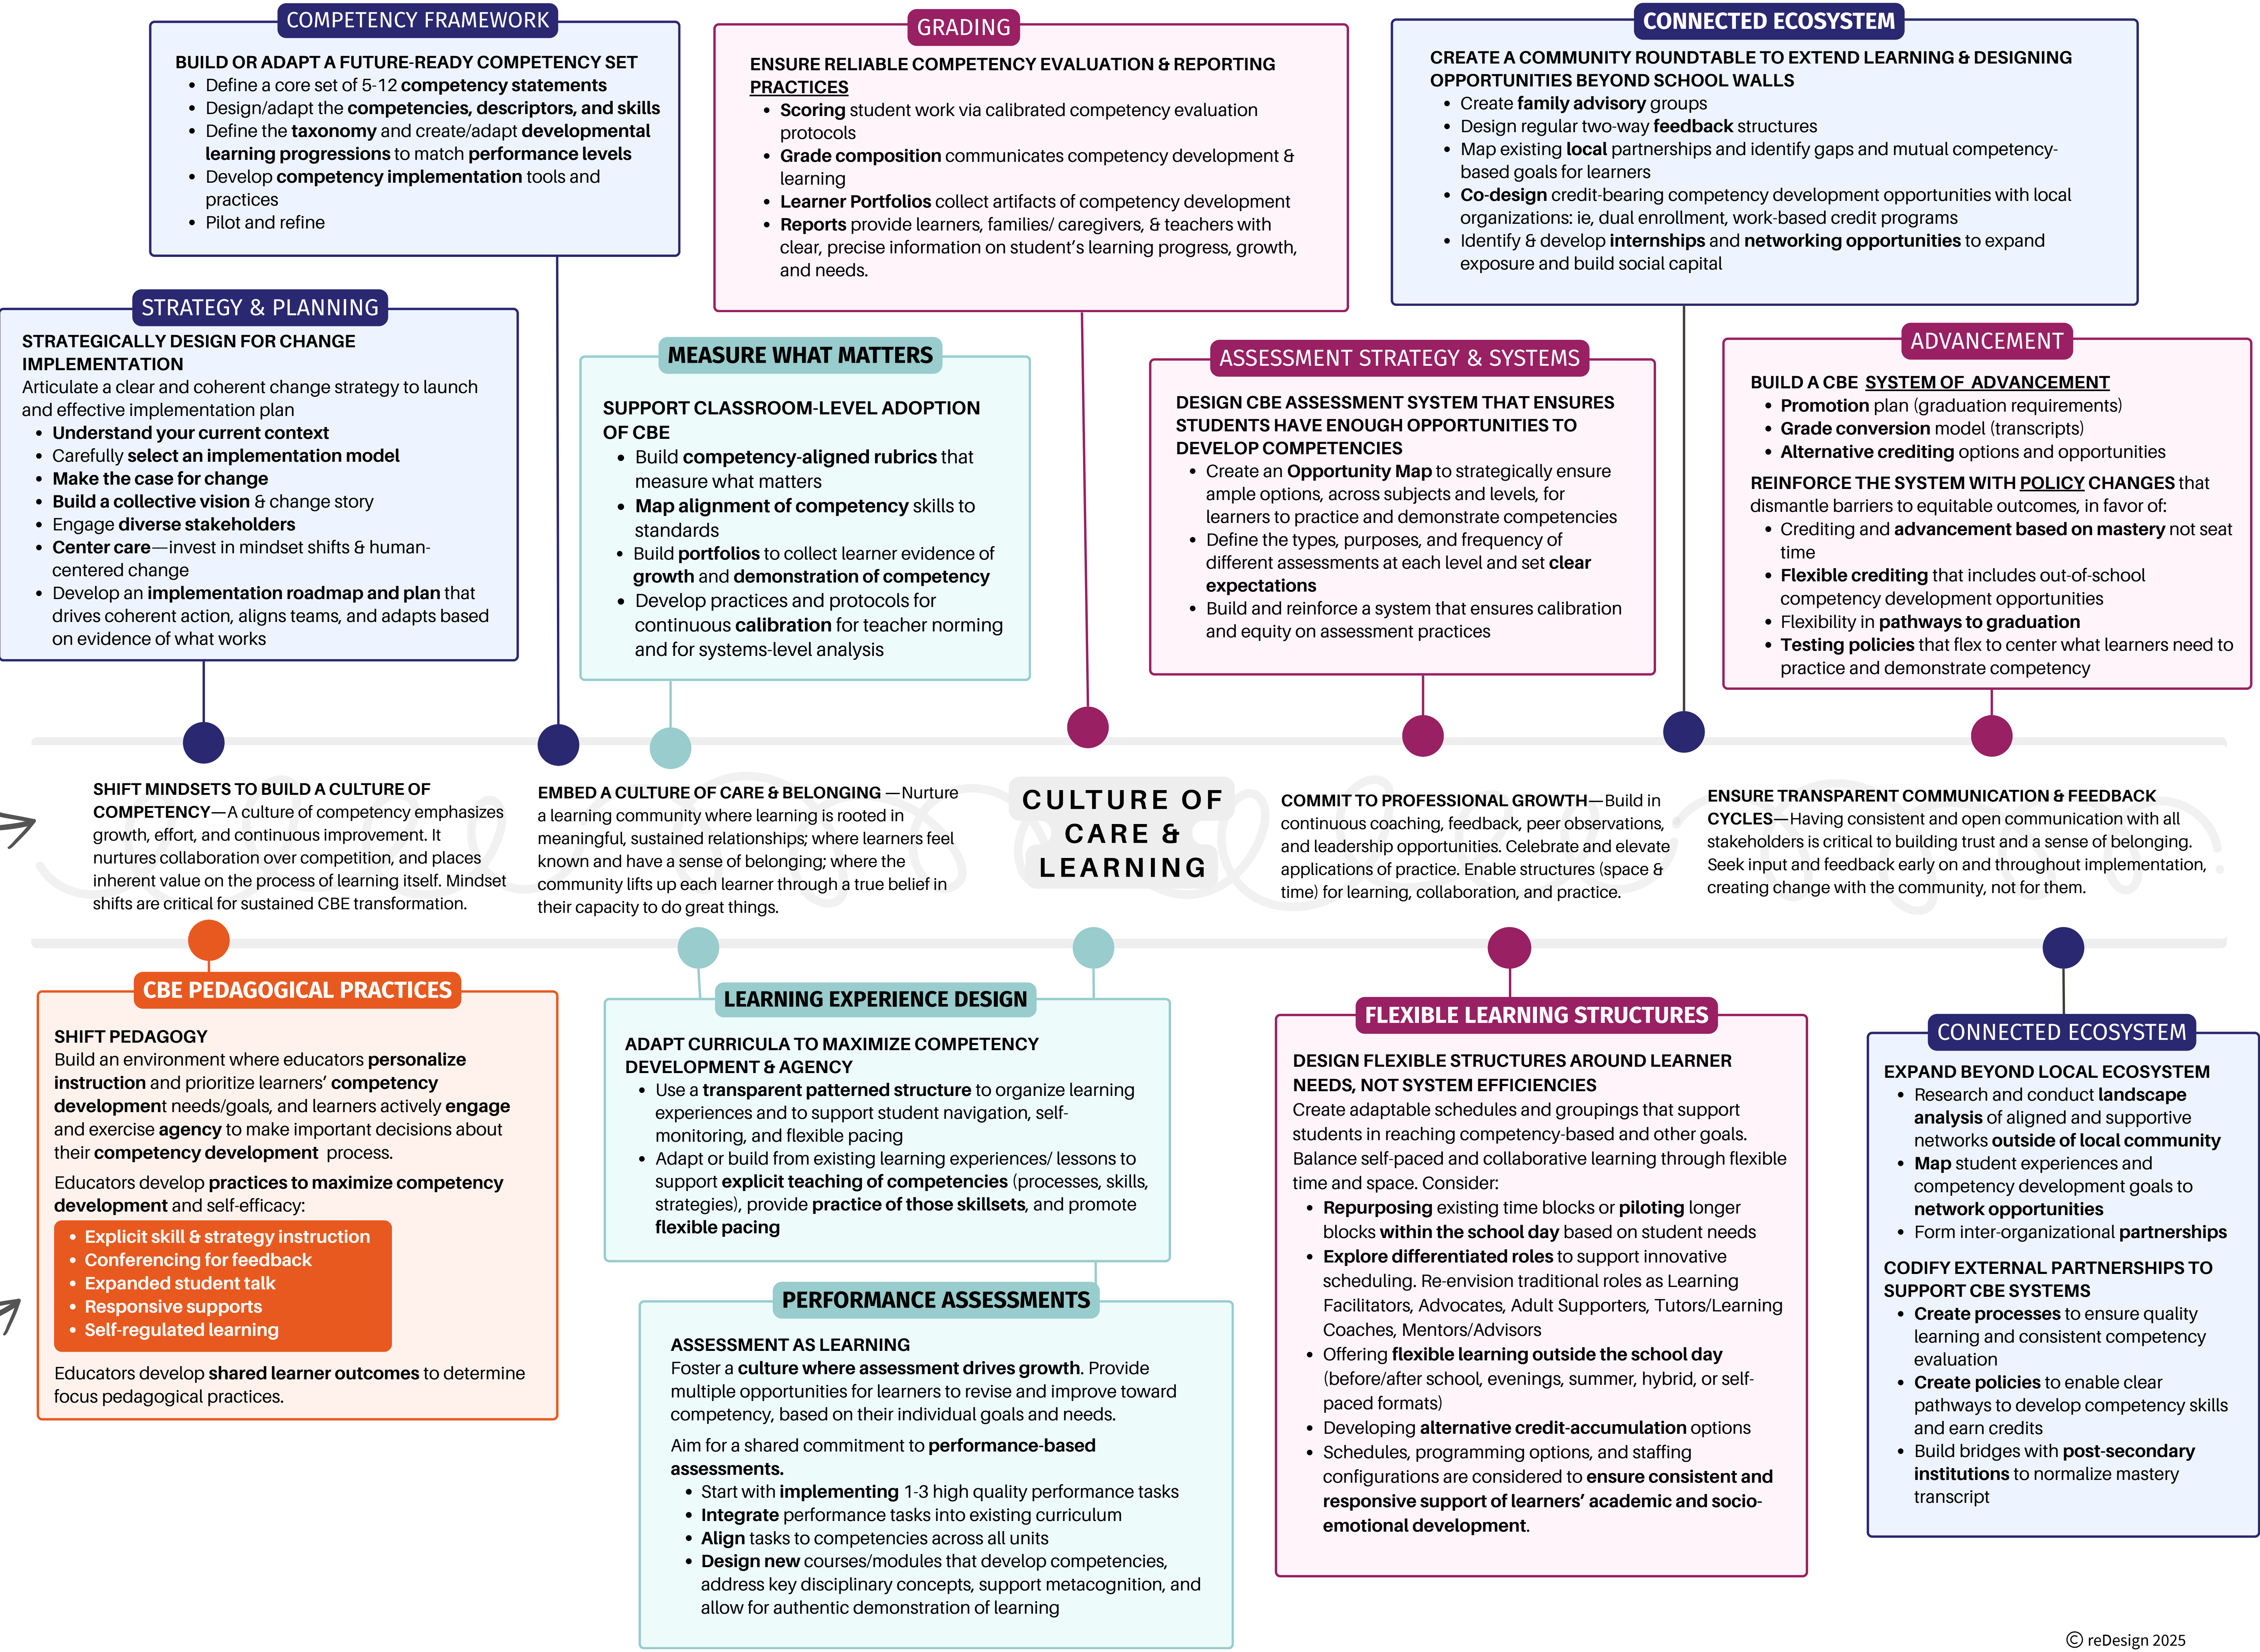 COMPETENCY FRAMEWORK
BUILD OR ADAPT A FUTURE-READY COMPETENCY SET
• Define a core set of 5-12 competency statements
• Design/adapt the competencies, descriptors, and skills
• Define the taxonomy and create/adapt developmental
learning progressions to match performance levels
• Develop competency implementation tools and
practices
• Pilot and refine
GRADING
ENSURE RELIABLE COMPETENCY EVALUATION & REPORTING
PRACTICES
• Scoring student work via calibrated competency evaluation
protocols
• Grade composition communicates competency development &
learning
• Learner Portfolios collect artifacts of competency development
• Reports provide learners, families/ caregivers, & teachers with
clear, precise information on student's learning progress, growth,
and needs.
CONNECTED ECOSYSTEM
CREATE A COMMUNITY ROUNDTABLE TO EXTEND LEARNING & DESIGNING
OPPORTUNITIES BEYOND SCHOOL WALLS
• Create family advisory groups
• Design regular two-way feedback structures
• Map existing local partnerships and identify gaps and mutual competency-
based goals for learners
• Co-design credit-bearing competency development opportunities with local
organizations: ie, dual enrollment, work-based credit programs
• Identify & develop internships and networking opportunities to expand
exposure and build social capital
STRATEGY & PLANNING
STRATEGICALLY DESIGN FOR CHANGE
IMPLEMENTATION
Articulate a clear and coherent change strategy to launch
and effective implementation plan
• Understand your current context
• Carefully select an implementation model
• Make the case for change
• Build a collective vision & change story
• Engage diverse stakeholders
• Center care—invest in mindset shifts & human-
centered change
• Develop an implementation roadmap and plan that
drives coherent action, aligns teams, and adapts based
on evidence of what works
MEASURE WHAT MATTERS
SUPPORT CLASSROOM-LEVEL ADOPTION
OF CBE
• Build competency-aligned rubrics that
measure what matters
• Map alignment of competency skills to
standards
• Build portfolios to collect learner evidence of
growth and demonstration of competency
• Develop practices and protocols for
continuous calibration for teacher norming
and for systems-level analysis
ASSESSMENT STRATEGY & SYSTEMS
DESIGN CBE ASSESSMENT SYSTEM THAT ENSURES
STUDENTS HAVE ENOUGH OPPORTUNITIES TO
DEVELOP COMPETENCIES
• Create an Opportunity Map to strategically ensure
ample options, across subjects and levels, for
learners to practice and demonstrate competencies
• Define the types, purposes, and frequency of
different assessments at each level and set clear
expectations
• Build and reinforce a system that ensures calibration
and equity on assessment practices
ADVANCEMENT
BUILD A CBE SYSTEM OF ADVANCEMENT
• Promotion plan (graduation requirements)
• Grade conversion model (transcripts)
• Alternative crediting options and opportunities
REINFORCE THE SYSTEM WITH POLICY CHANGES that
dismantle barriers to equitable outcomes, in favor of:
• Crediting and advancement based on mastery not seat
time
• Flexible crediting that includes out-of-school
competency development opportunities
• Flexibility in pathways to graduation
• Testing policies that flex to center what learners need to
practice and demonstrate competency
SHIFT MINDSETS TO BUILD A CULTURE OF
COMPETENCY—A culture of competency emphasizes
growth, effort, and continuous improvement. It
nurtures collaboration over competition, and places
inherent value on the process of learning itself. Mindset
shifts are critical for sustained CBE transformation.
EMBED A CULTURE OF CARE & BELONGING —Nurture
a learning community where learning is rooted in
meaningful, sustained relationships; where learners feel
known and have a sense of belonging; where the
community lifts up each learner through a true belief in
their capacity to do great things.
CULTURE OF
CARE &
LEARNING
COMMIT TO PROFESSIONAL GROWTH—Build in
continuous coaching, feedback, peer observations,
and leadership opportunities. Celebrate and elevate
applications of practice. Enable structures (space &
time) for learning, collaboration, and practice.
ENSURE TRANSPARENT COMMUNICATION & FEEDBACK
CYCLES—Having consistent and open communication with all
stakeholders is critical to building trust and a sense of belonging.
Seek input and feedback early on and throughout implementation,
creating change with the community, not for them.
CBE PEDAGOGICAL PRACTICES
SHIFT PEDAGOGY
Build an environment where educators personalize
instruction and prioritize learners' competency
development needs/goals, and learners actively engage
and exercise agency to make important decisions about
their competency development process.
Educators develop practices to maximize competency
development and self-efficacy:
• Explicit skill & strategy instruction
• Conferencing for feedback
• Expanded student talk
• Responsive supports
• Self-regulated learning
Educators develop shared learner outcomes to determine
focus pedagogical practices.
LEARNING EXPERIENCE DESIGN
ADAPT CURRICULA TO MAXIMIZE COMPETENCY
DEVELOPMENT & AGENCY
• Use a transparent patterned structure to organize learning
experiences and to support student navigation, self-
monitoring, and flexible pacing
• Adapt or build from existing learning experiences/ lessons to
support explicit teaching of competencies (processes, skills,
strategies), provide practice of those skillsets, and promote
flexible pacing
PERFORMANCE ASSESSMENTS
ASSESSMENT AS LEARNING
Foster a culture where assessment drives growth. Provide
multiple opportunities for learners to revise and improve toward
competency, based on their individual goals and needs.
Aim for a shared commitment to performance-based
assessments.
• Start with implementing 1-3 high quality performance tasks
• Integrate performance tasks into existing curriculum
• Align tasks to competencies across all units
• Design new courses/modules that develop competencies,
address key disciplinary concepts, support metacognition, and
allow for authentic demonstration of learning
FLEXIBLE LEARNING STRUCTURES
DESIGN FLEXIBLE STRUCTURES AROUND LEARNER
NEEDS, NOT SYSTEM EFFICIENCIES
Create adaptable schedules and groupings that support
students in reaching competency-based and other goals.
Balance self-paced and collaborative learning through flexible
time and space. Consider:
• Repurposing existing time blocks or piloting longer
blocks within the school day based on student needs
• Explore differentiated roles to support innovative
scheduling. Re-envision traditional roles as Learning
Facilitators, Advocates, Adult Supporters, Tutors/Learning
Coaches, Mentors/Advisors
• Offering flexible learning outside the school day
(before/after school, evenings, summer, hybrid, or self-
paced formats)
• Developing alternative credit-accumulation options
• Schedules, programming options, and staffing
configurations are considered to ensure consistent and
responsive support of learners' academic and socio-
emotional development.
CONNECTED ECOSYSTEM
EXPAND BEYOND LOCAL ECOSYSTEM
• Research and conduct landscape
analysis of aligned and supportive
networks outside of local community
• Map student experiences and
competency development goals to
network opportunities
• Form inter-organizational partnerships
CODIFY EXTERNAL PARTNERSHIPS TO
SUPPORT CBE SYSTEMS
• Create processes to ensure quality
learning and consistent competency
evaluation
• Create policies to enable clear
pathways to develop competency skills
and earn credits
• Build bridges with post-secondary
institutions to normalize mastery
transcript
© reDesign 2025